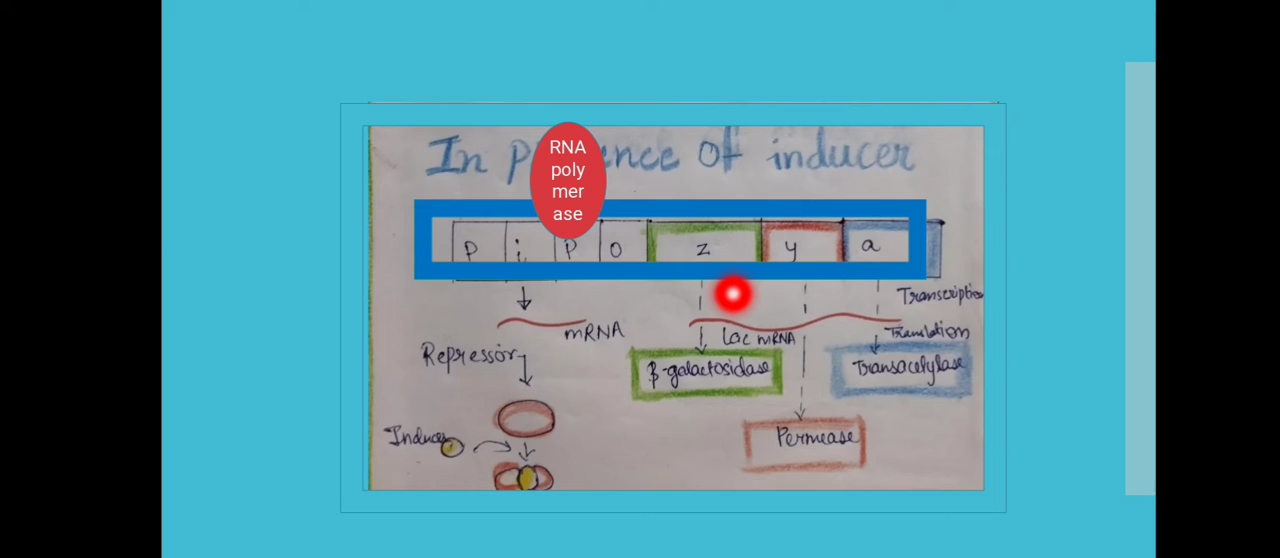 In p ence of inducer
RNA
poly
mer
ase
p i p o z y a
Transcription
mRNA
Lac mRNA
Translation
Repressor
β-galactosidase
Transacetylase
Inducer
Permease